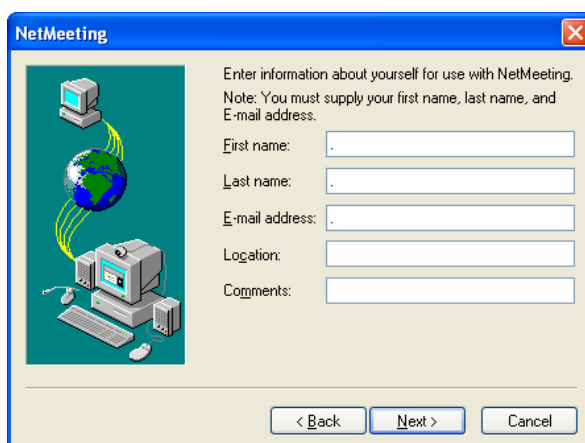 NetMeeting
Enter information about yourself for use with NetMeeting.
Note: You must supply your first name, last name, and
E-mail address.
First name: .
Last name: .
E-mail address: .
Location:
Comments:
< Back Next > Cancel